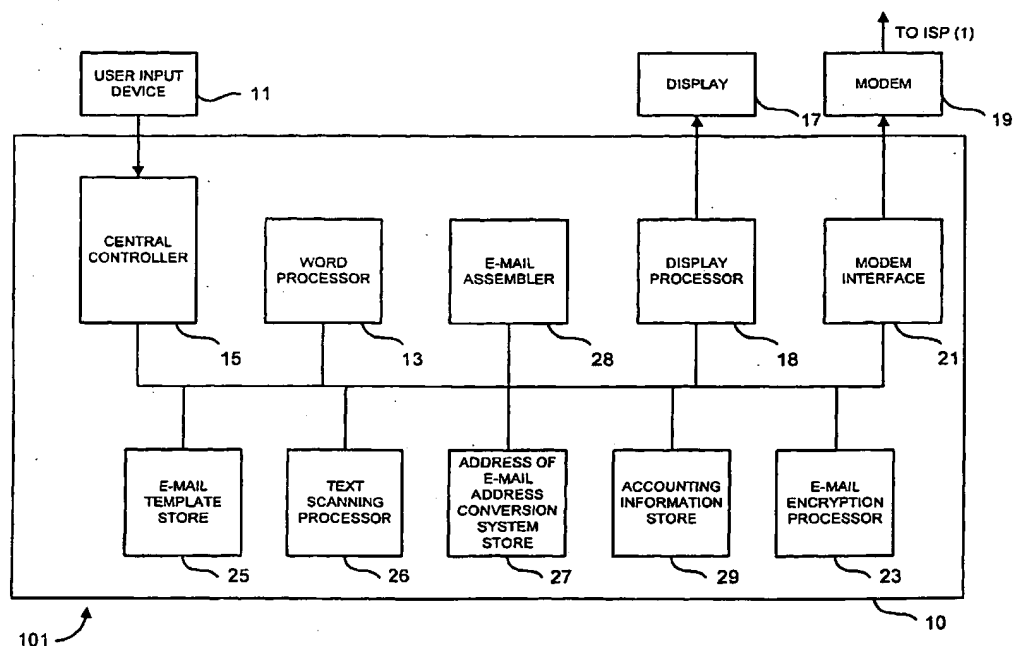 TO ISP (1)
USER INPUT
DEVICE
11
DISPLAY
17
MODEM
19
CENTRAL
CONTROLLER
15
WORD
PROCESSOR
13
E-MAIL
ASSEMBLER
28
DISPLAY
PROCESSOR
18
MODEM
INTERFACE
21
E-MAIL
TEMPLATE
STORE
25
TEXT
SCANNING
PROCESSOR
26
ADDRESS OF
E-MAIL
ADDRESS
CONVERSION
SYSTEM
STORE
27
ACCOUNTING
INFORMATION
STORE
29
E-MAIL
ENCRYPTION
PROCESSOR
23
101
10